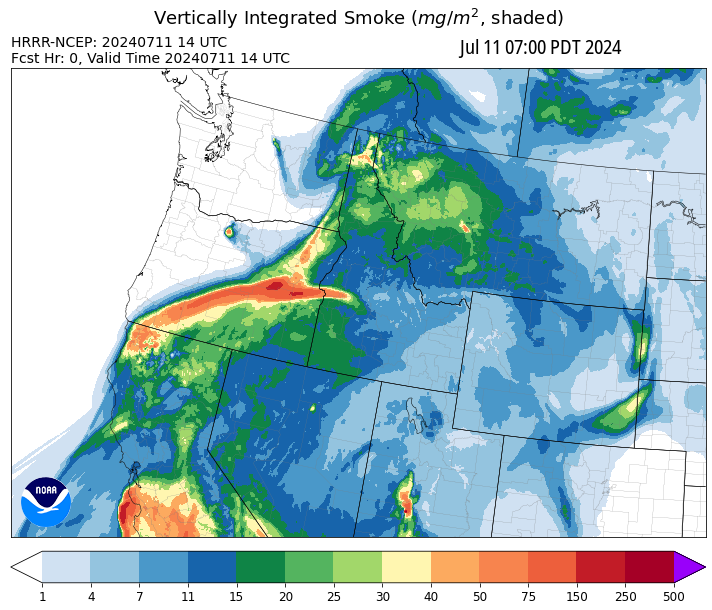 Vertically Integrated Smoke (mg/m², shaded)
HRRR-NCEP: 20240711 14 UTC
Jul 11 07:00 PDT 2024
Fcst Hr: 0, Valid Time 20240711 14 UTC
NOAA
1 4 7 11 15 20 25 30 40 50 75 150 250 500